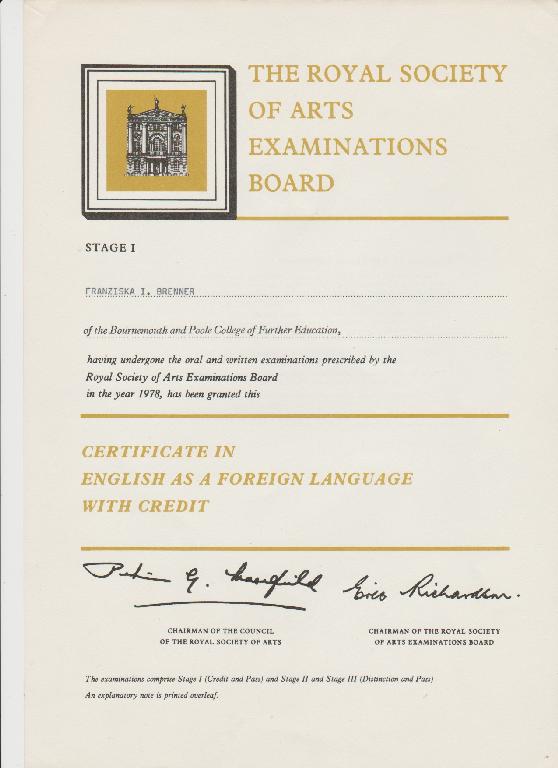 THE ROYAL SOCIETY
OF ARTS
EXAMINATIONS
BOARD
STAGE I
FRANZISKA I. BRENNER
of the Bournemouth and Poole College of Further Education,
having undergone the oral and written examinations prescribed by the
Royal Society of Arts Examinations Board
in the year 1978, has been granted this
CERTIFICATE IN
ENGLISH AS A FOREIGN LANGUAGE
WITH CREDIT
Peter G. Masefield Eric Richardson.
CHAIRMAN OF THE COUNCIL
OF THE ROYAL SOCIETY OF ARTS
CHAIRMAN OF THE ROYAL SOCIETY
OF ARTS EXAMINATIONS BOARD
The examinations comprise Stage I (Credit and Pass) and Stage II and Stage III (Distinction and Pass)
An explanatory note is printed overleaf.